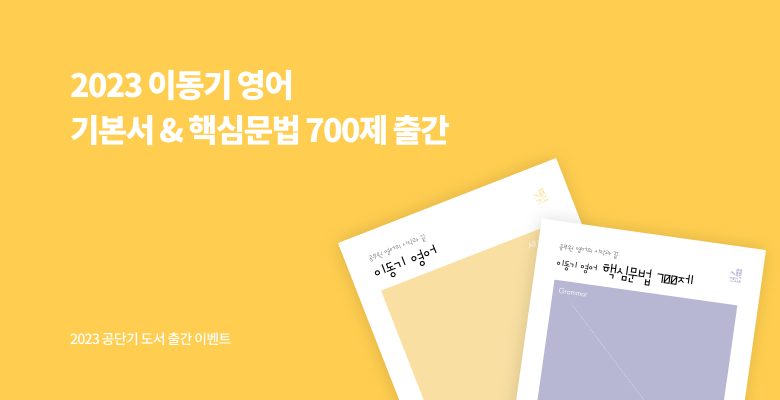 2023 이동기 영어
기본서 & 핵심문법 700제 출간
공무원 영어의 시작과 끝
이동기 영어
공무원 영어의 시작과 끝
이동기 영어 핵심문법 700제
Grammar
2023 공단기 도서 출간 이벤트